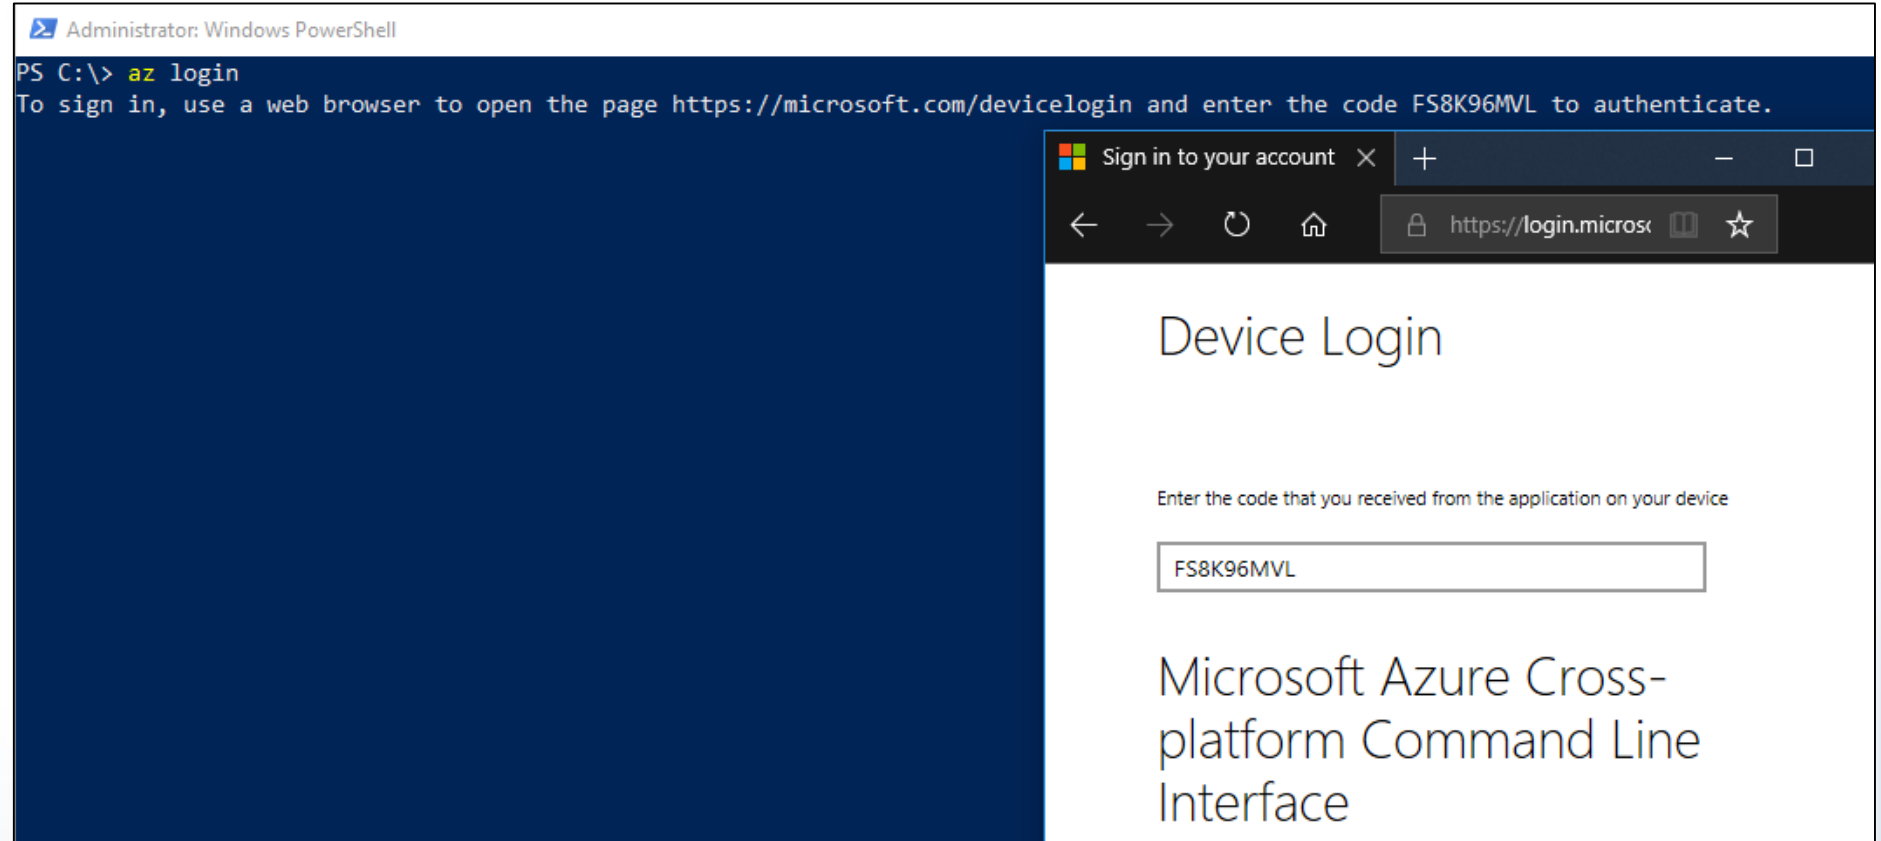 Administrator: Windows PowerShell
PS C:\> az login
To sign in, use a web browser to open the page https://microsoft.com/devicelogin and enter the code FS8K96MVL to authenticate.
Sign in to your account
https://login.micros
Device Login
Enter the code that you received from the application on your device
FS8K96MVL
Microsoft Azure Cross-
platform Command Line
Interface